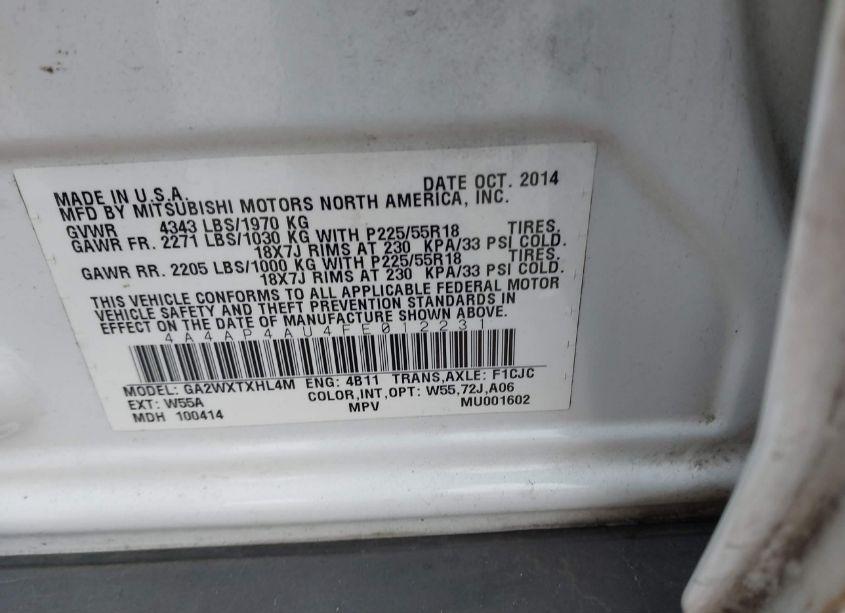 MADE IN U.S.A. DATE OCT. 2014
MFD BY MITSUBISHI MOTORS NORTH AMERICA, INC.
GVWR 4343 LBS/1970 KG
GAWR FR. 2271 LBS/1030 KG WITH P225/55R18 TIRES,
18X7J RIMS AT 230 KPA/33 PSI COLD.
GAWR RR. 2205 LBS/1000 KG WITH P225/55R18 TIRES,
18X7J RIMS AT 230 KPA/33 PSI COLD.
THIS VEHICLE CONFORMS TO ALL APPLICABLE FEDERAL MOTOR
VEHICLE SAFETY AND THEFT PREVENTION STANDARDS IN
EFFECT ON THE DATE OF MANUFACTURE SHOWN ABOVE.
4A4AP4AU4FE012231
MODEL: GA2WXTXHL4M ENG: 4B11 TRANS,AXLE: F1CJC
EXT: W55A COLOR,INT,OPT: W55,72J,A06
MDH 100414 MPV MU001602